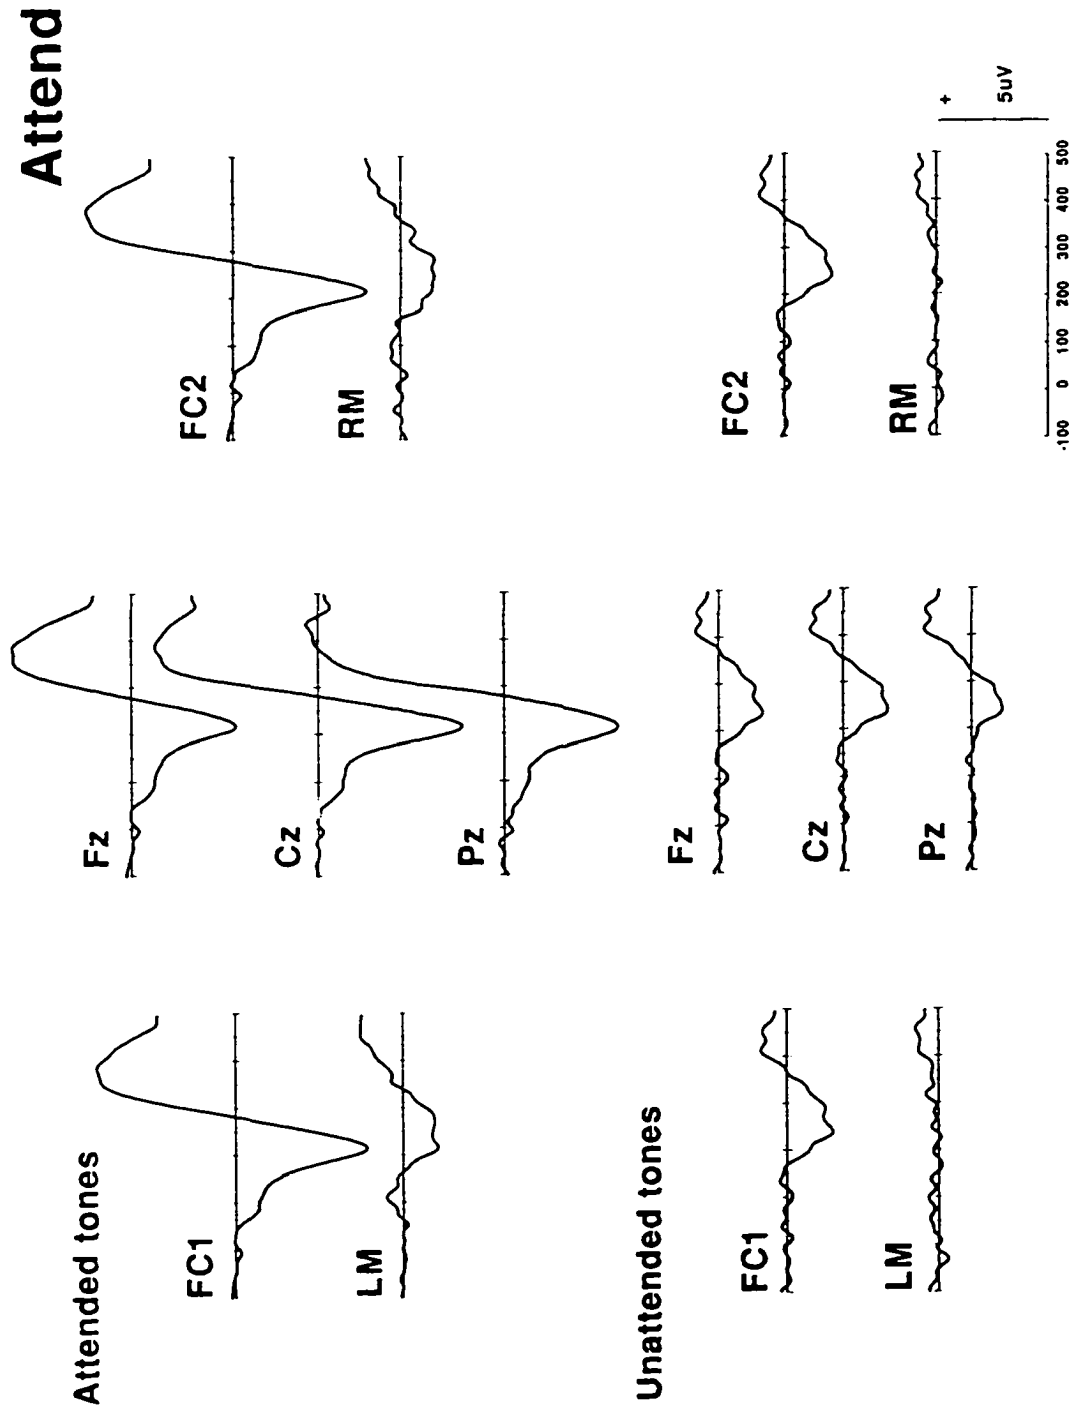 Attend
Attended tones
Fz
FC1
FC2
Cz
LM
RM
Pz
Unattended tones
Fz
FC1
FC2
Cz
LM
RM
Pz
+
5uV
-100 0 100 200 300 400 500